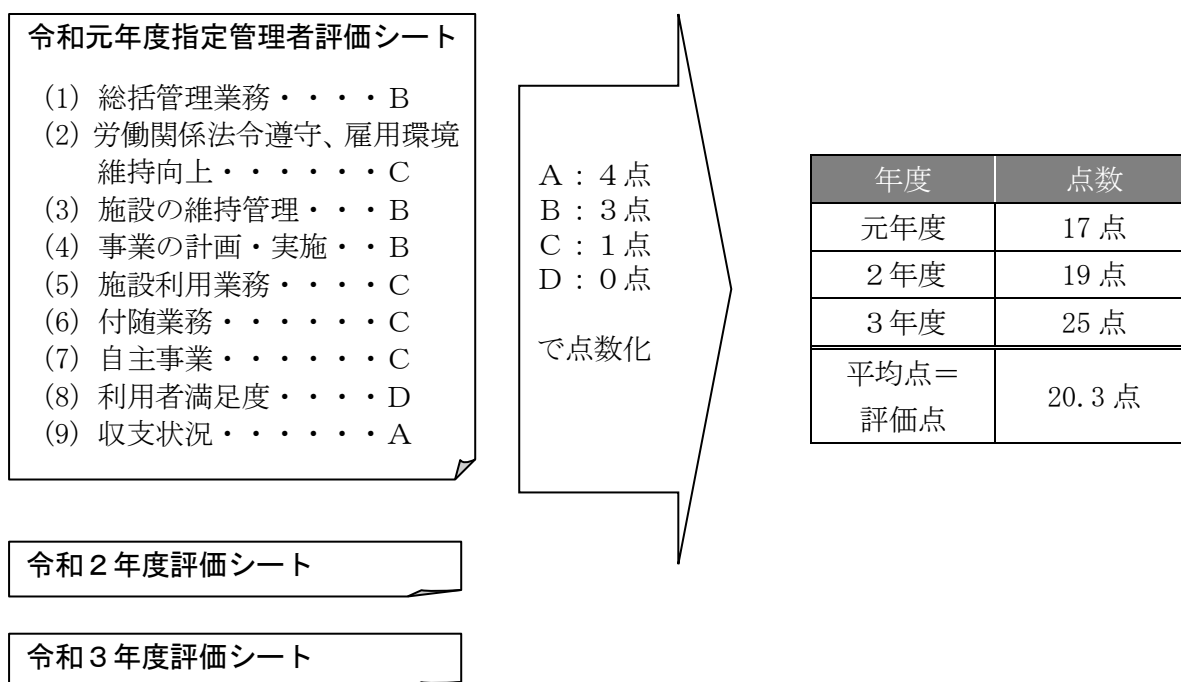 令和元年度指定管理者評価シート
(1) 総括管理業務・・・・Ｂ
(2) 労働関係法令遵守、雇用環境
維持向上・・・・・・Ｃ
(3) 施設の維持管理・・・Ｂ
(4) 事業の計画・実施・・Ｂ
(5) 施設利用業務・・・・Ｃ
(6) 付随業務・・・・・・Ｃ
(7) 自主事業・・・・・・Ｃ
(8) 利用者満足度・・・・Ｄ
(9) 収支状況・・・・・・Ａ
令和２年度評価シート
令和３年度評価シート
Ａ：４点
Ｂ：３点
Ｃ：１点
Ｄ：０点
で点数化
年度 点数
元年度 17 点
２年度 19 点
３年度 25 点
平均点＝
評価点
20.3 点